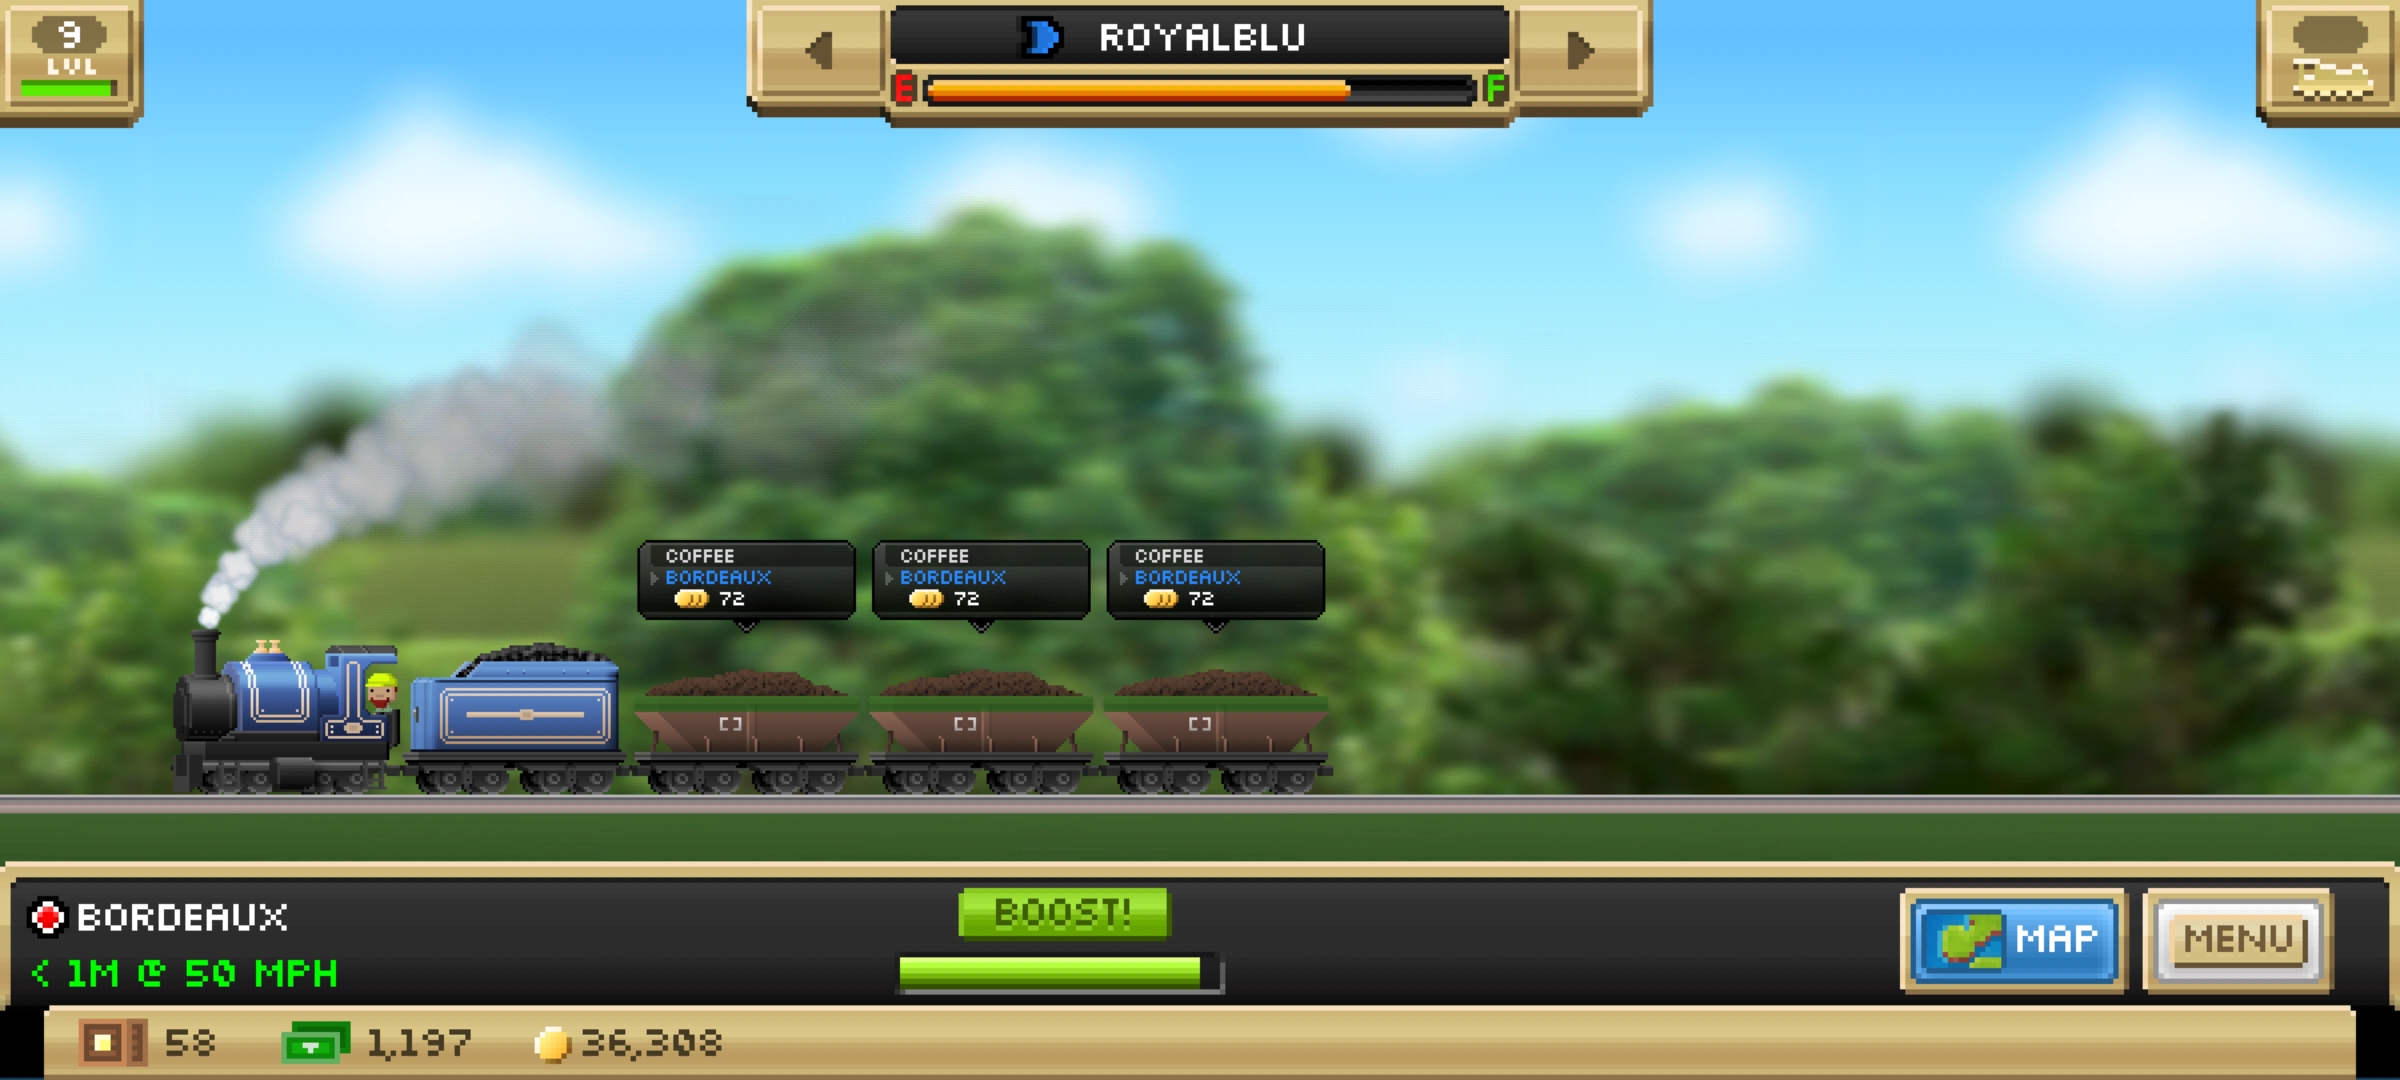 9
LVL
ROYALBLU
E F
COFFEE
BORDEAUX
72
COFFEE
BORDEAUX
72
COFFEE
BORDEAUX
72
BORDEAUX
< 1M @ 50 MPH
BOOST!
MAP
MENU
58 1,197 36,308